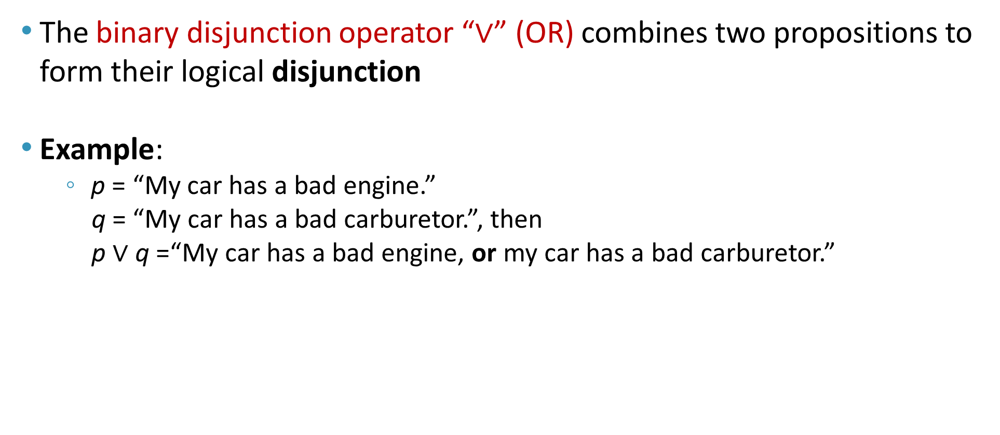 • The binary disjunction operator “∨” (OR) combines two propositions to
form their logical disjunction
• Example:
◦ p = “My car has a bad engine.”
q = “My car has a bad carburetor.”, then
p ∨ q =“My car has a bad engine, or my car has a bad carburetor.”